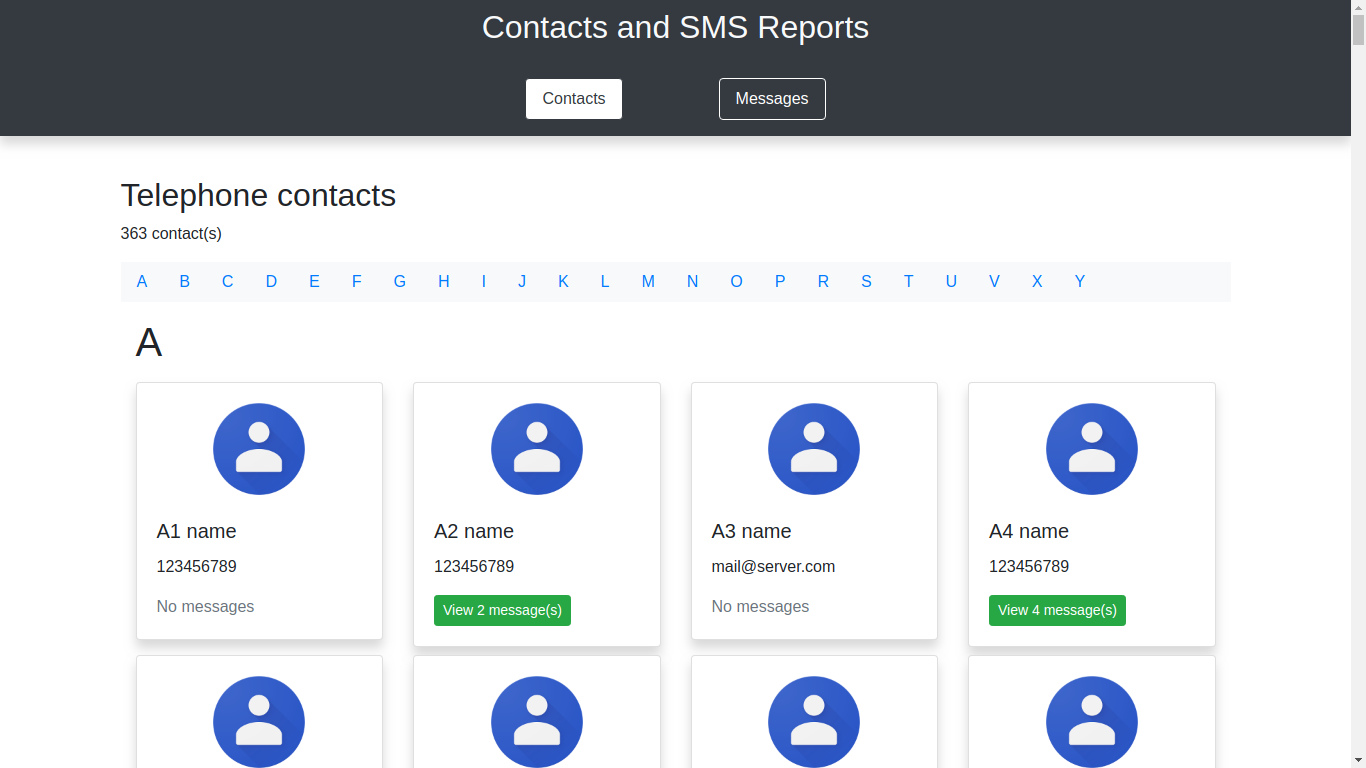 Contacts and SMS Reports
Contacts Messages
Telephone contacts
363 contact(s)
A B C D E F G H I J K L M N O P R S T U V X Y
A
A1 name
123456789
No messages
A2 name
123456789
View 2 message(s)
A3 name
mail@server.com
No messages
A4 name
123456789
View 4 message(s)